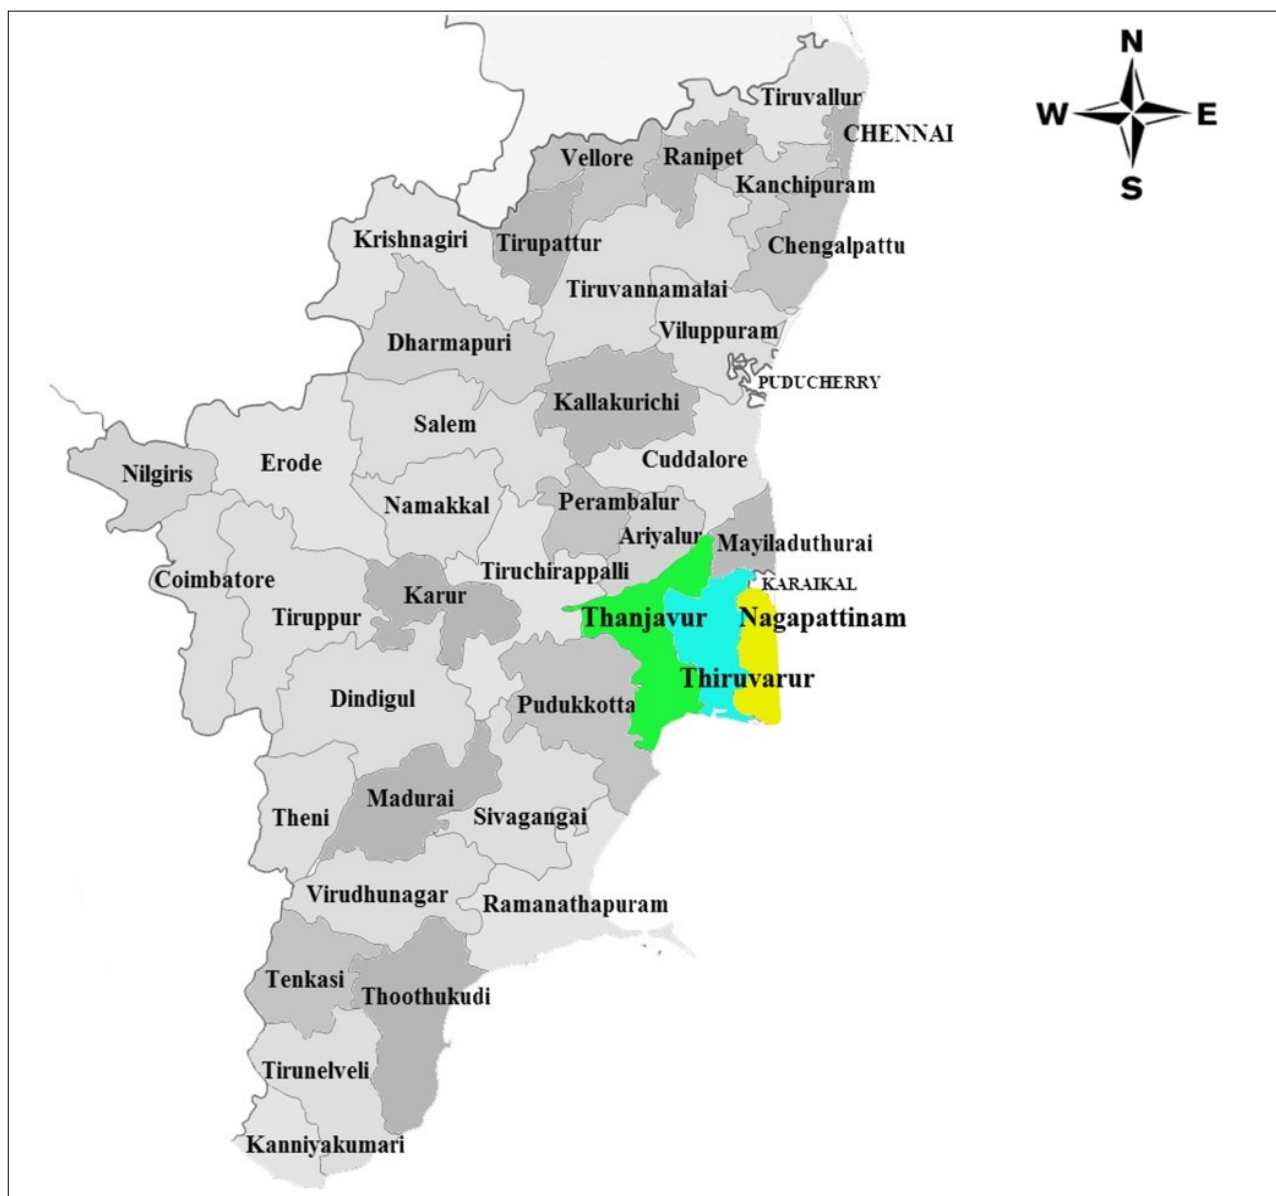 N
Tiruvallur
W
E
CHENNAI
Vellore
Ranipet
Kanchipuram
S
Krishnagiri
Tirupattur
Chengalpattu
Tiruvannamalai
Viluppuram
Dharmapuri
PUDUCHERRY
Kallakurichi
Salem
Cuddalore
Erode
Nilgiris
Perambalur
Namakkal
Ariyalur
Mayiladuthurai
Tiruchirappalli
Coimbatore
KARAIKAL
Karur
Tiruppur
Thanjavur
Nagapattinam
Thiruvarur
Dindigul
Pudukkotta
Madurai
Theni
Sivagangai
Virudhunagar
Ramanathapuram
Tenkasi
Thoothukudi
Tirunelveli
Kanniyakumari